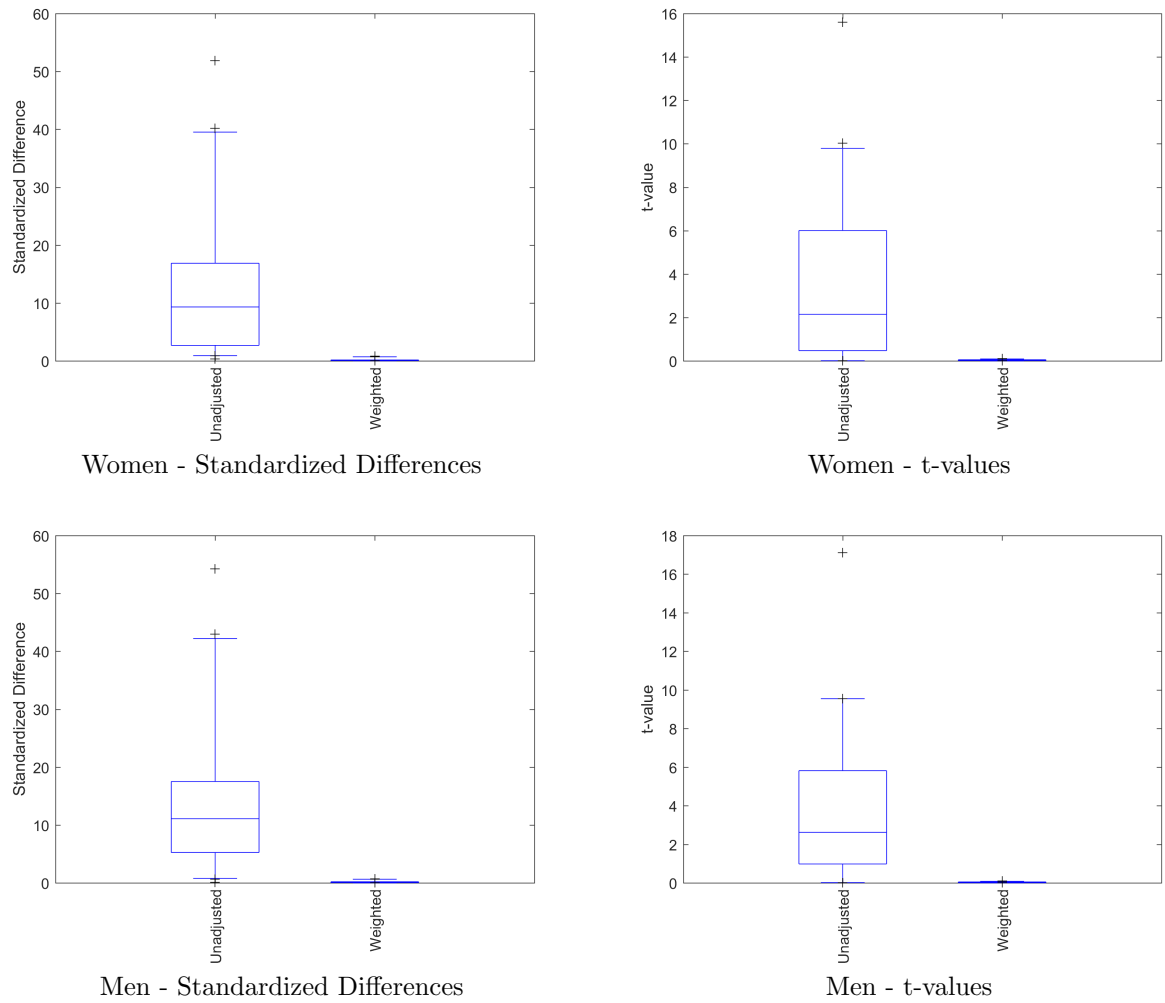 60
50
40
30
20
10
0
Standardized Difference
Unadjusted
Weighted
Women - Standardized Differences
16
14
12
10
8
6
4
2
0
t-value
Unadjusted
Weighted
Women - t-values
60
50
40
30
20
10
0
Standardized Difference
Unadjusted
Weighted
Men - Standardized Differences
18
16
14
12
10
8
6
4
2
0
t-value
Unadjusted
Weighted
Men - t-values